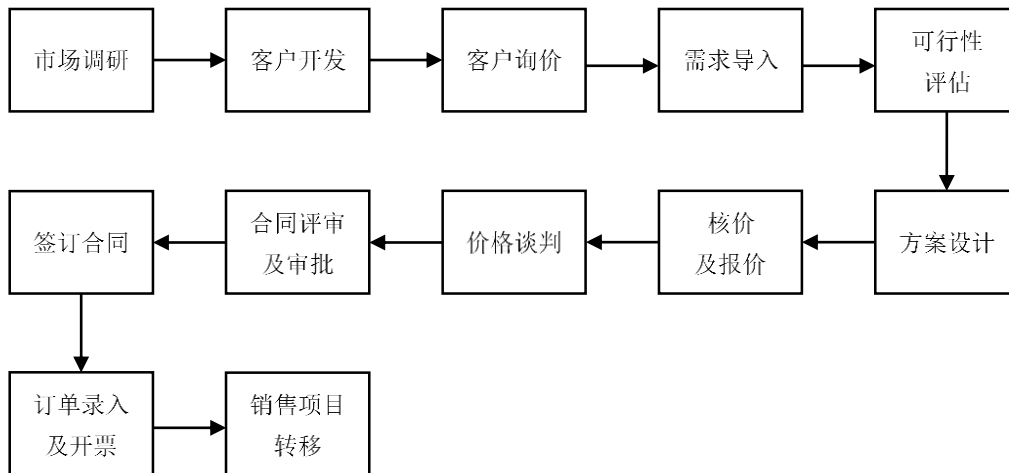 市场调研
客户开发
客户询价
需求导入
可行性
评估
方案设计
核价
及报价
价格谈判
合同评审
及审批
签订合同
订单录入
及开票
销售项目
转移